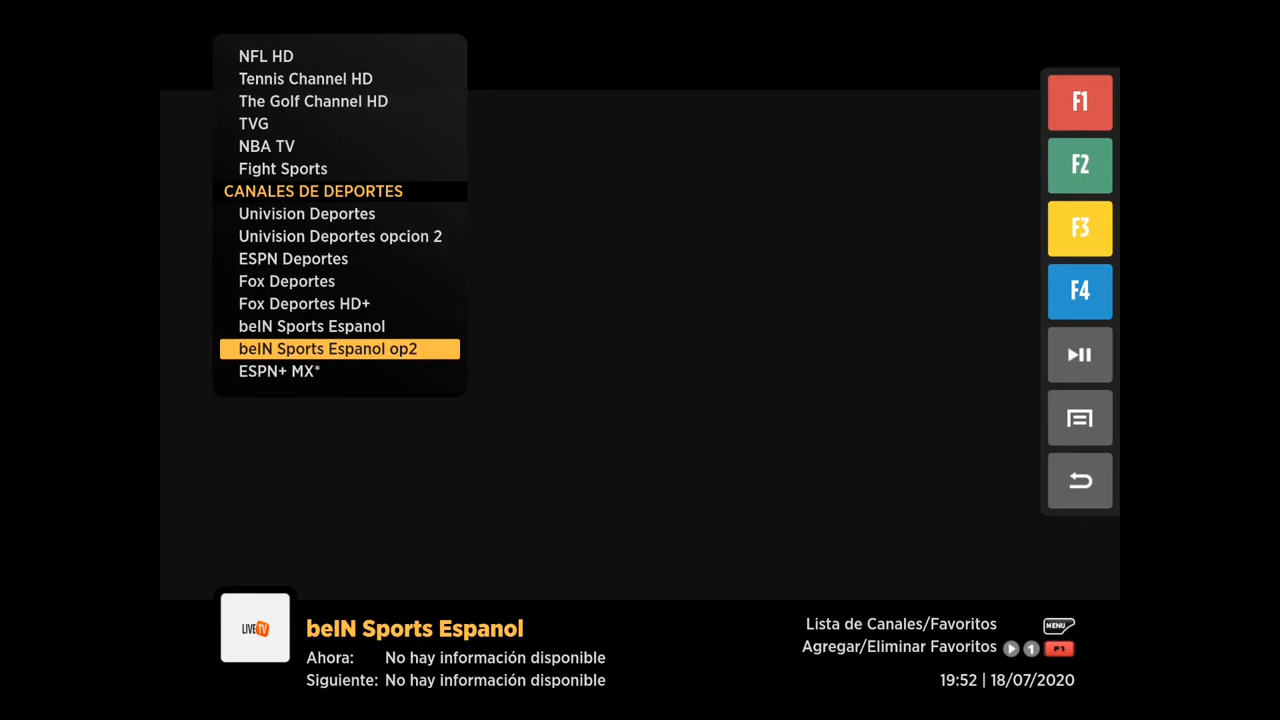 NFL HD
Tennis Channel HD
The Golf Channel HD
TVG
NBA TV
Fight Sports
CANALES DE DEPORTES
Univision Deportes
Univision Deportes opcion 2
ESPN Deportes
Fox Deportes
Fox Deportes HD+
beIN Sports Espanol
beIN Sports Espanol op2
ESPN+ MX*
F1
F2
F3
F4
LIVE TV
beIN Sports Espanol
Ahora: No hay información disponible
Siguiente: No hay información disponible
Lista de Canales/Favoritos MENU
Agregar/Eliminar Favoritos 1 F1
19:52 | 18/07/2020